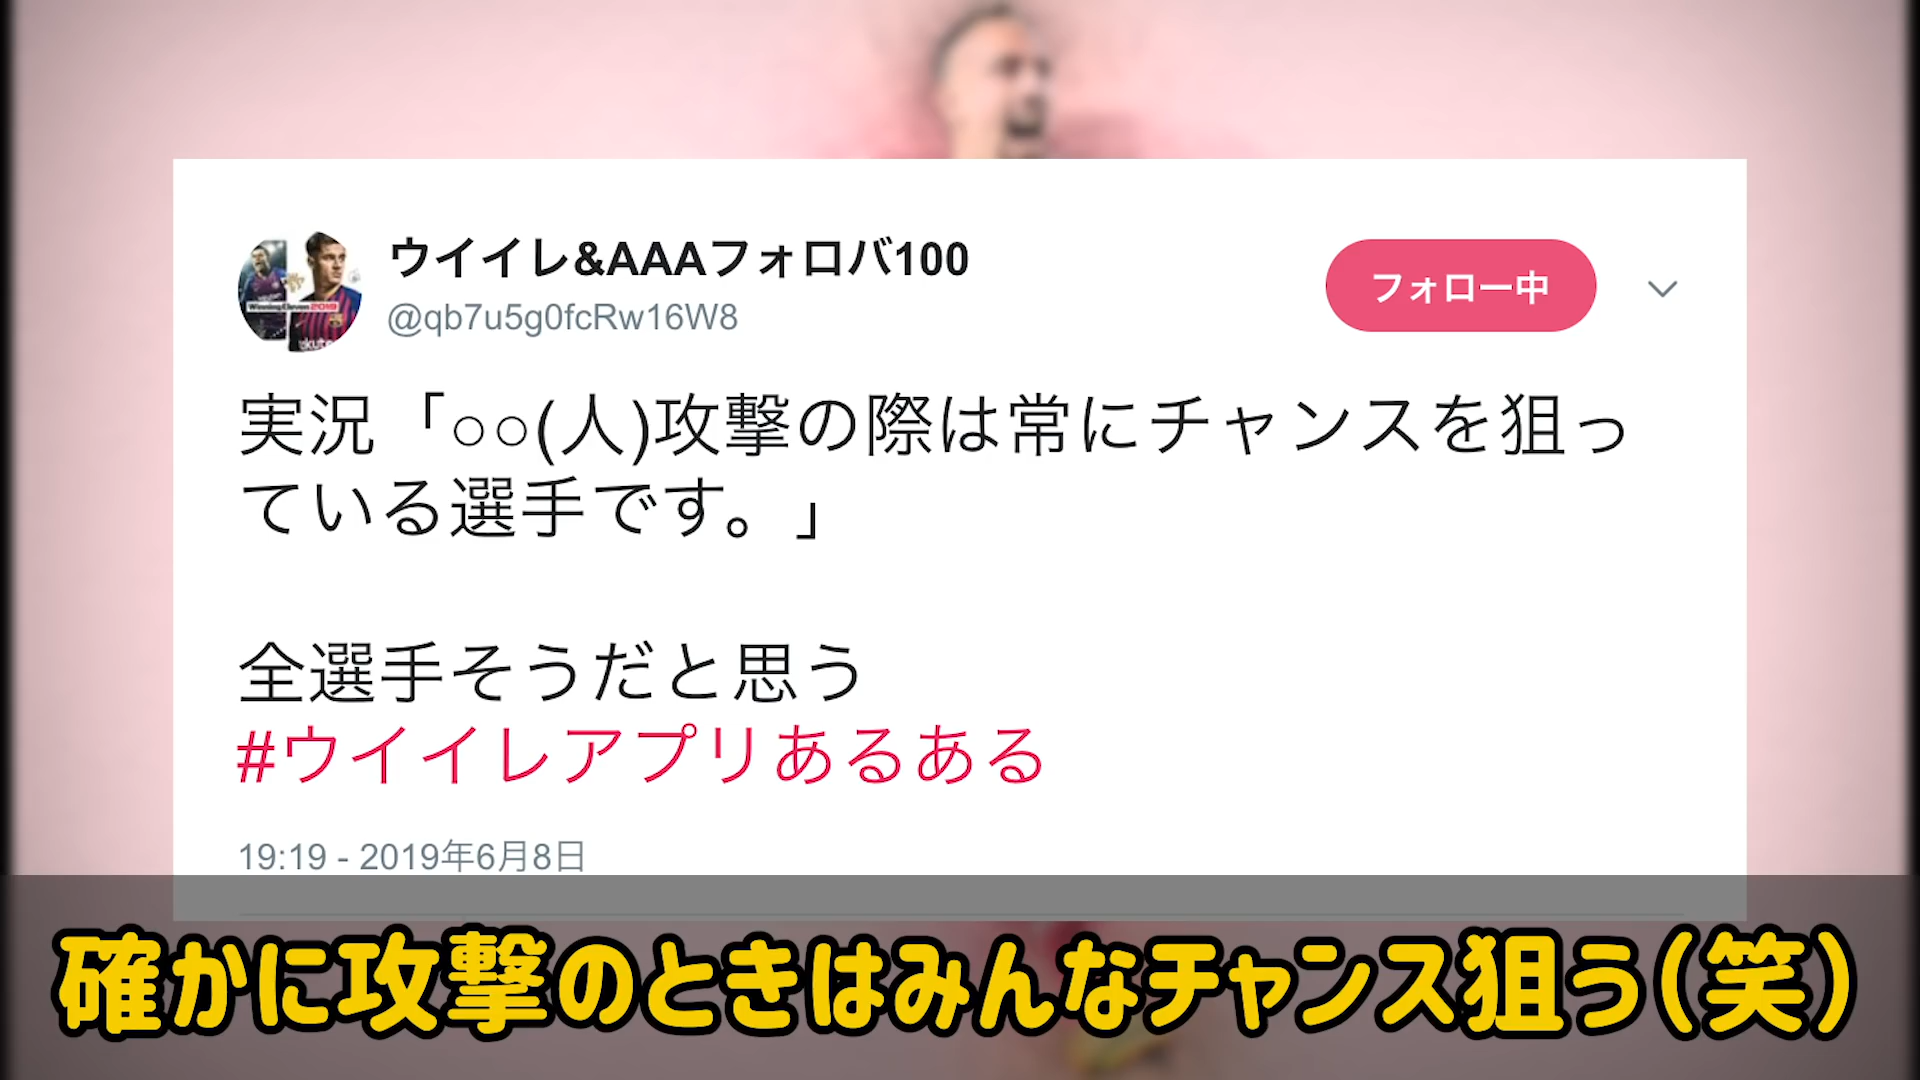 ウイイレ&AAAフォロバ100
@qb7u5g0fcRw16W8
フォロー中
Winning Eleven 2019
実況「○○(人)攻撃の際は常にチャンスを狙っ
ている選手です。」
全選手そうだと思う
#ウイイレアプリあるある
19:19 - 2019年6月8日
確かに攻撃のときはみんなチャンス狙う(笑)